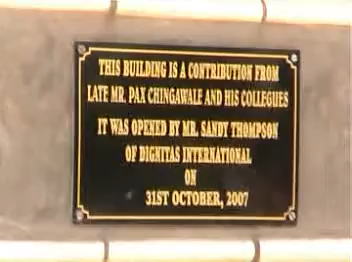 THIS BUILDING IS A CONTRIBUTION FROM
LATE MR. PAX CHINGAWALE AND HIS COLLEGUES
IT WAS OPENED BY MR. SANDY THOMPSON
OF DIGNITAS INTERNATIONAL
ON
31ST OCTOBER, 2007